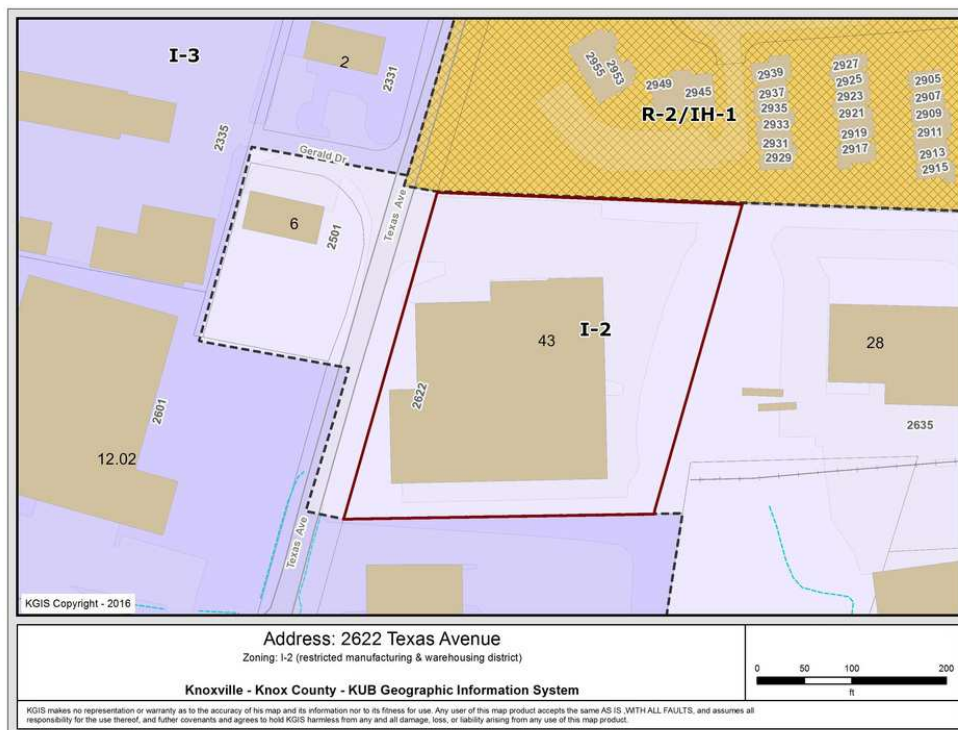 I-3
2
2331
2335
Gerald Dr
6
2501
Texas Ave
2955
2953
2949
2945
R-2/IH-1
2939
2937
2935
2933
2931
2929
2927
2925
2923
2921
2919
2917
2905
2907
2909
2911
2913
2915
43
I-2
2622
28
2635
2601
12.02
Texas Ave
KGIS Copyright - 2016
Address: 2622 Texas Avenue
Zoning: I-2 (restricted manufacturing & warehousing district)
Knoxville - Knox County - KUB Geographic Information System
0 50 100 200
ft
KGIS makes no representation or warranty as to the accuracy of his map and its information nor to its fitness for use. Any user of this map product accepts the same AS IS ,WITH ALL FAULTS, and assumes all
responsibility for the use thereof, and futher covenants and agrees to hold KGIS harmless from any and all damage, loss, or liability arising from any use of this map product.